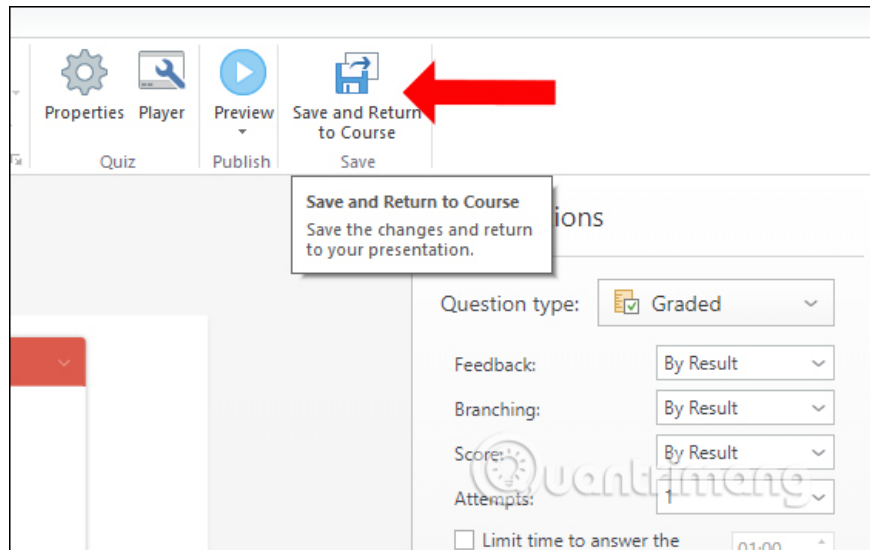 Properties Player Preview Save and Return
to Course
Quiz Publish Save
Save and Return to Course
Save the changes and return
to your presentation.
ions
Question type: Graded
Feedback: By Result
Branching: By Result
Score: By Result
Attempts: 1
Quantrimang
Limit time to answer the 01:00